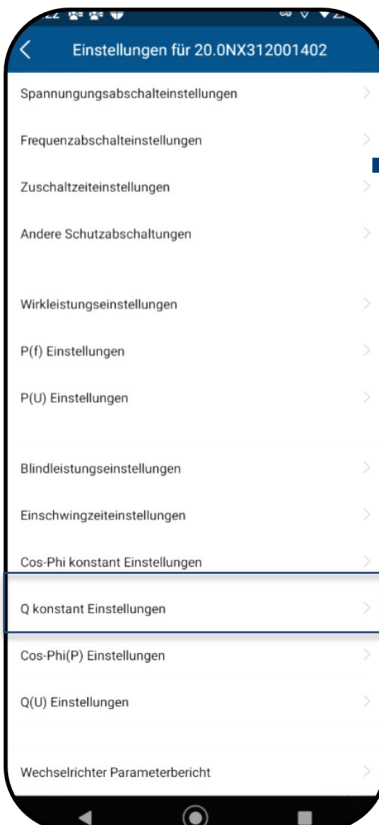 Einstellungen für 20.0NX312001402
Spannungungsabschalteinstellungen
Frequenzabschalteinstellungen
Zuschaltzeiteinstellungen
Andere Schutzabschaltungen
Wirkleistungseinstellungen
P(f) Einstellungen
P(U) Einstellungen
Blindleistungseinstellungen
Einschwingzeiteinstellungen
Cos-Phi konstant Einstellungen
Q konstant Einstellungen
Cos-Phi(P) Einstellungen
Q(U) Einstellungen
Wechselrichter Parameterbericht